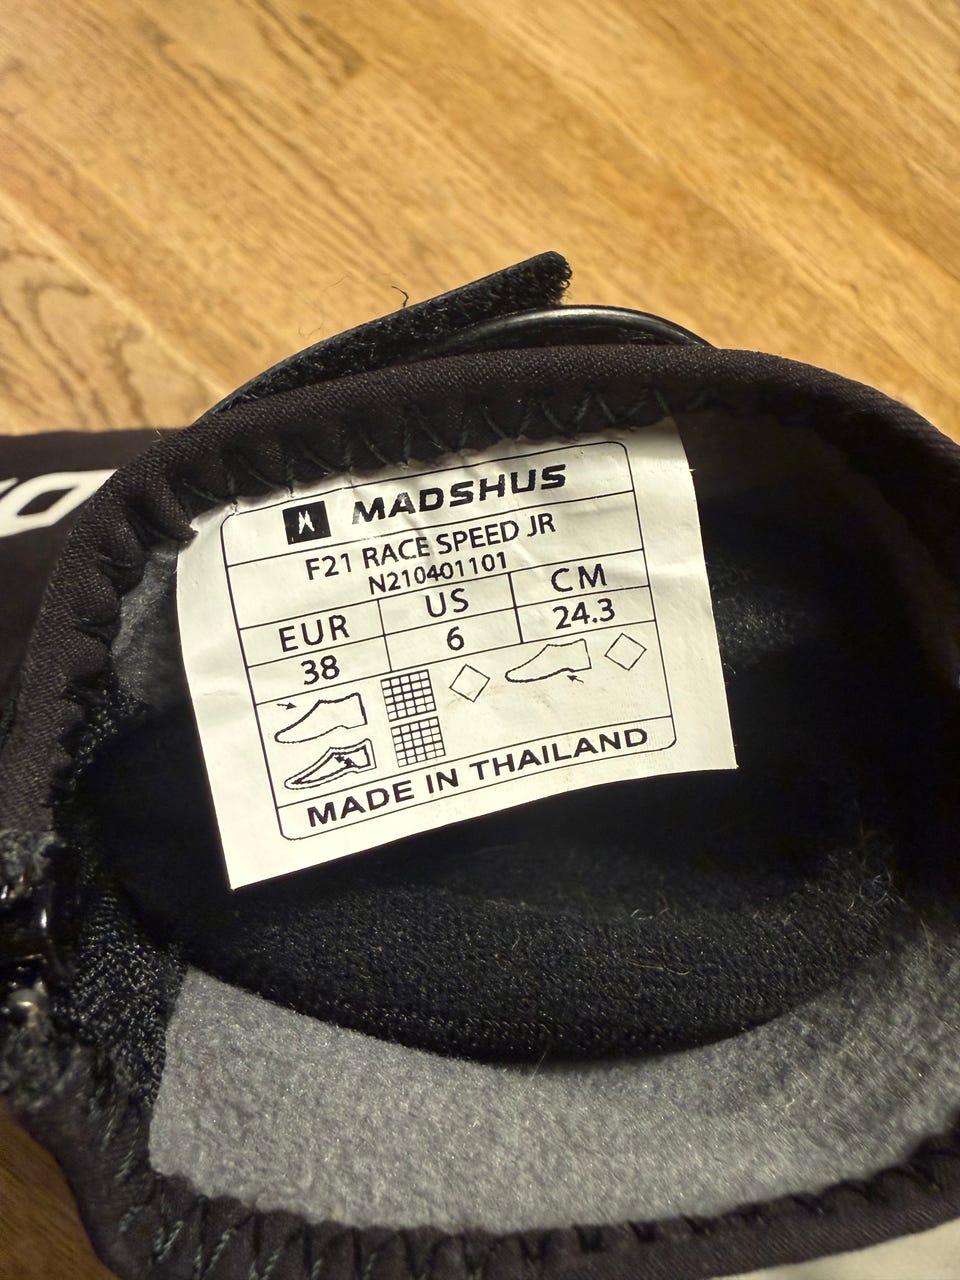 MADSHUS
F21 RACE SPEED JR
N210401101
EUR US CM
38 6 24.3
MADE IN THAILAND